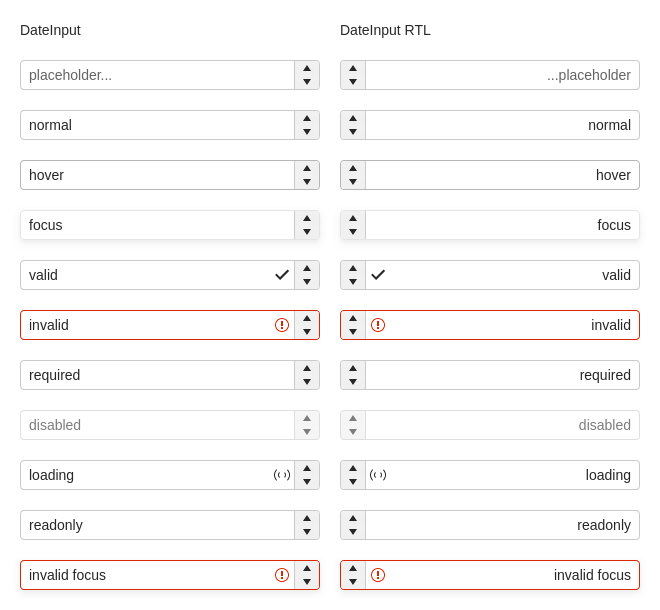 DateInput DateInput RTL
placeholder... ...placeholder
normal normal
hover hover
focus focus
valid valid
invalid invalid
required required
disabled disabled
loading loading
readonly readonly
invalid focus invalid focus